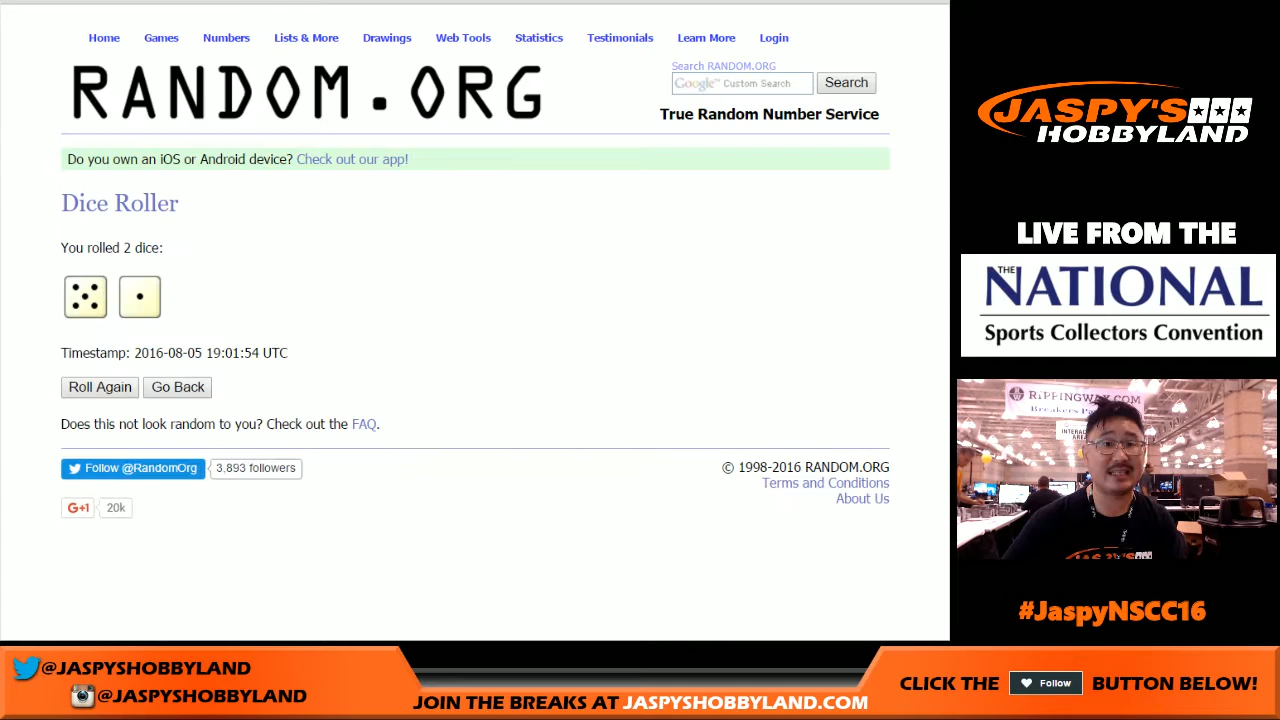 Home Games Numbers Lists & More Drawings Web Tools Statistics Testimonials Learn More Login
RANDOM.ORG
Search RANDOM.ORG
Google™ Custom Search Search
True Random Number Service
Do you own an iOS or Android device? Check out our app!
Dice Roller
You rolled 2 dice:
Timestamp: 2016-08-05 19:01:54 UTC
Roll Again Go Back
Does this not look random to you? Check out the FAQ.
Follow @RandomOrg 3,893 followers
G+1 20k
© 1998-2016 RANDOM.ORG
Terms and Conditions
About Us
JASPY'S
HOBBYLAND
LIVE FROM THE
THE NATIONAL
Sports Collectors Convention
RIPPINGWAX.COM
JASPY'S
#JaspyNSCC16
@JASPYSHOBBYLAND
@JASPYSHOBBYLAND
JOIN THE BREAKS AT JASPYSHOBBYLAND.COM
CLICK THE Follow BUTTON BELOW!